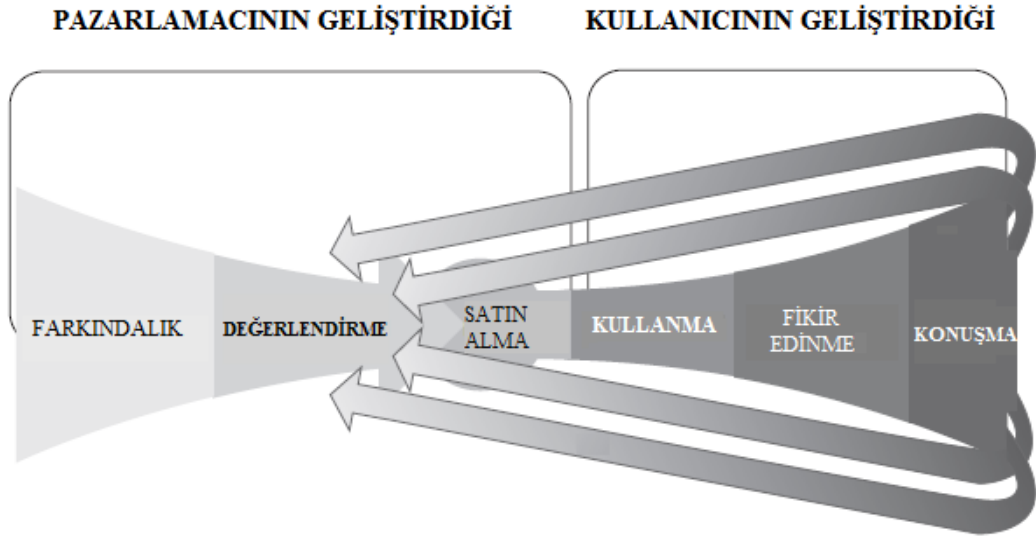 PAZARLAMACININ GELİŞTİRDİĞİ
KULLANICININ GELİŞTİRDİĞİ
FARKINDALIK
DEĞERLENDİRME
SATIN
ALMA
KULLANMA
FİKİR
EDİNME
KONUŞMA